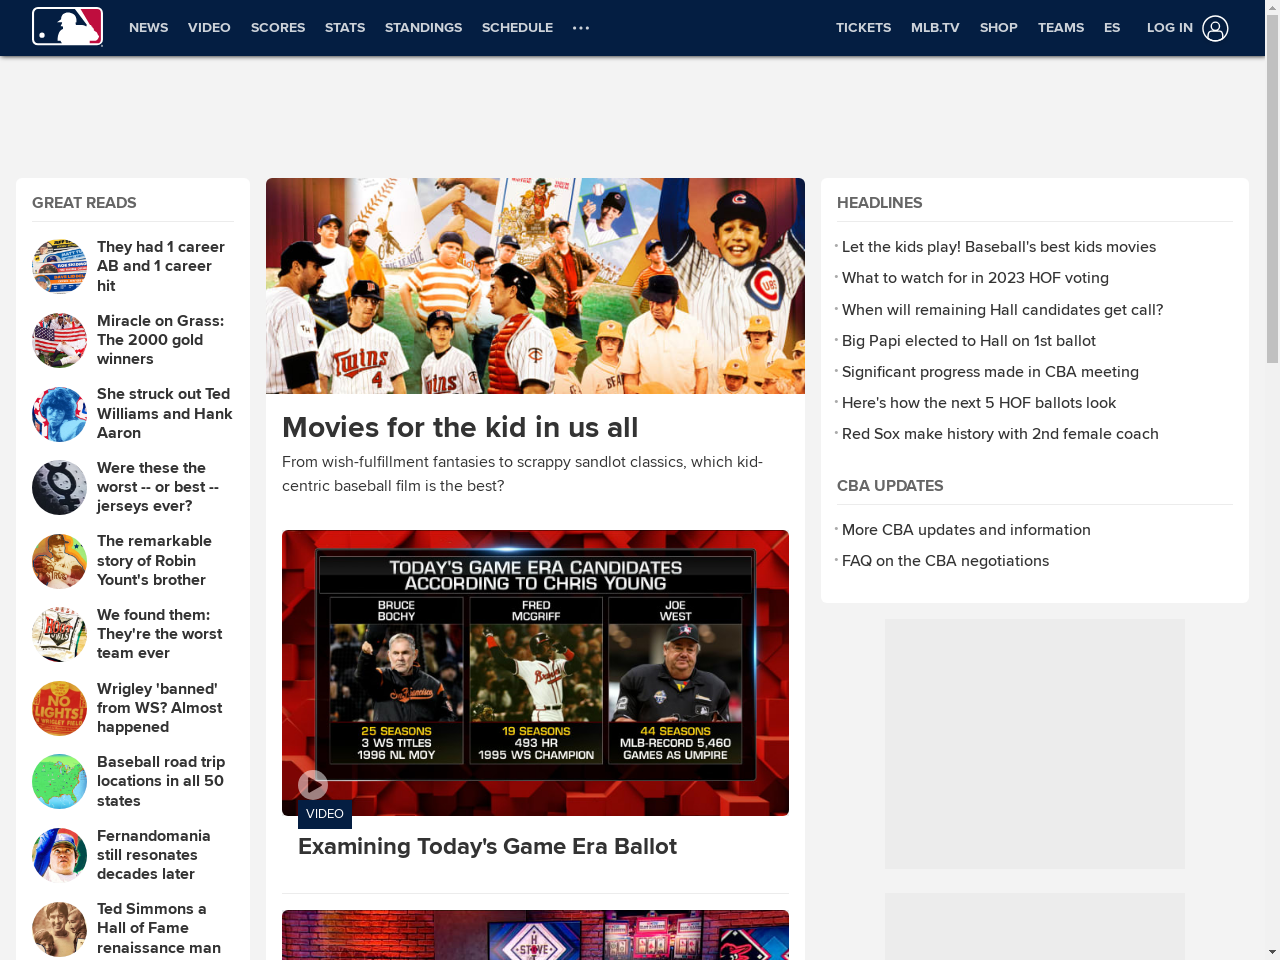 NEWS VIDEO SCORES STATS STANDINGS SCHEDULE
TICKETS MLB.TV SHOP TEAMS ES LOG IN
GREAT READS
They had 1 career
AB and 1 career
hit
Miracle on Grass:
The 2000 gold
winners
She struck out Ted
Williams and Hank
Aaron
Were these the
worst -- or best --
jerseys ever?
The remarkable
story of Robin
Yount's brother
We found them:
They're the worst
team ever
NO
LIGHTS!
Wrigley 'banned'
from WS? Almost
happened
Baseball road trip
locations in all 50
states
Fernandomania
still resonates
decades later
Ted Simmons a
Hall of Fame
renaissance man
Twins
4
UBS
Movies for the kid in us all
From wish-fulfillment fantasies to scrappy sandlot classics, which kid-
centric baseball film is the best?
TODAY'S GAME ERA CANDIDATES
ACCORDING TO CHRIS YOUNG
BRUCE
BOCHY
25 SEASONS
3 WS TITLES
1996 NL MOY
FRED
MCGRIFF
19 SEASONS
493 HR
1995 WS CHAMPION
JOE
WEST
44 SEASONS
MLB-RECORD 5,460
GAMES AS UMPIRE
VIDEO
Examining Today's Game Era Ballot
HEADLINES
Let the kids play! Baseball's best kids movies
What to watch for in 2023 HOF voting
When will remaining Hall candidates get call?
Big Papi elected to Hall on 1st ballot
Significant progress made in CBA meeting
Here's how the next 5 HOF ballots look
Red Sox make history with 2nd female coach
CBA UPDATES
More CBA updates and information
FAQ on the CBA negotiations